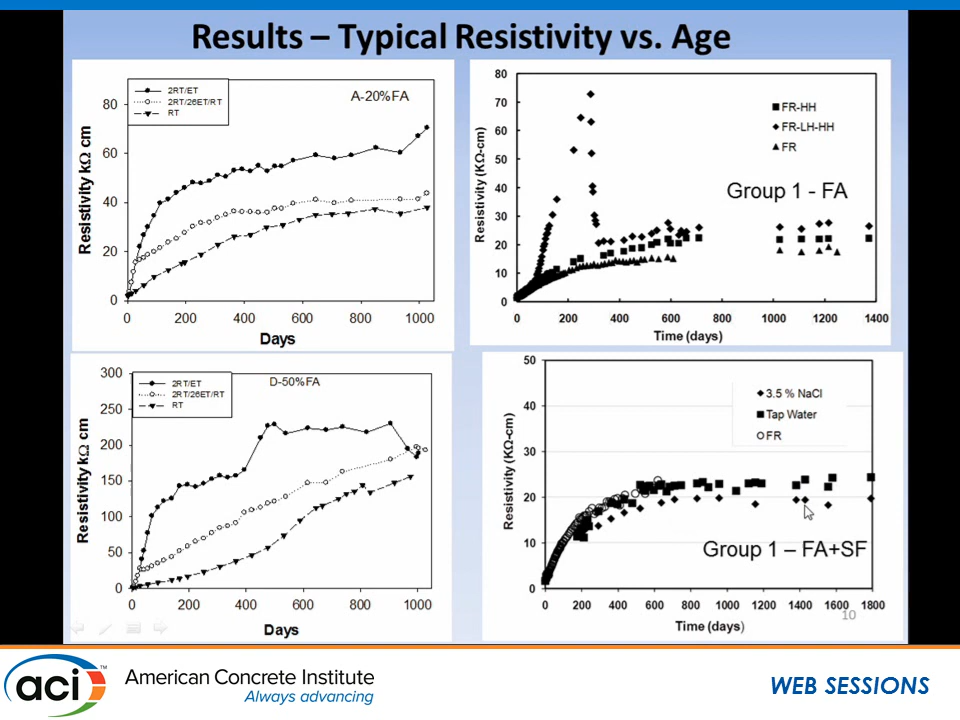 Results – Typical Resistivity vs. Age
A-20%FA
2RT/ET
2RT/26ET/RT
RT
Resistivity kΩ cm
80
60
40
20
0
0 200 400 600 800 1000
Days
80
70
60
50
40
30
20
10
0
Resistivity (KΩ-cm)
FR-HH
FR-LH-HH
FR
Group 1 - FA
0 200 400 600 800 1000 1200 1400
Time (days)
D-50%FA
2RT/ET
2RT/26ET/RT
RT
Resistivity kΩ cm
300
250
200
150
100
50
0
0 200 400 600 800 1000
Days
50
40
30
20
10
0
Resistivity (KΩ-cm)
3.5 % NaCl
Tap Water
FR
Group 1 – FA+SF
0 200 400 600 800 1000 1200 1400 1600 1800
Time (days)
10
aci™
American Concrete Institute
Always advancing
WEB SESSIONS